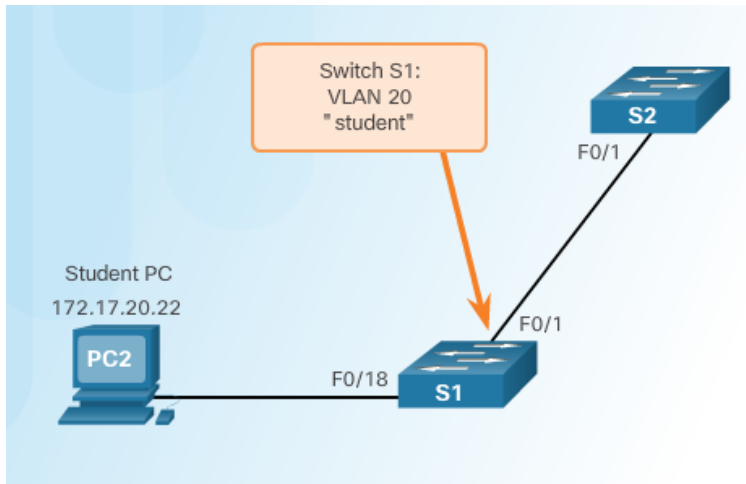 Switch S1:
VLAN 20
"student"
S2
F0/1
Student PC
172.17.20.22
PC2
F0/18
F0/1
S1